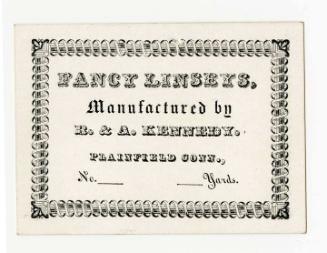 FANCY LINSEYS,
Manufactured by
R. & A. KENNEDY.
PLAINFIELD CONN.,
No.____ ____Yards.